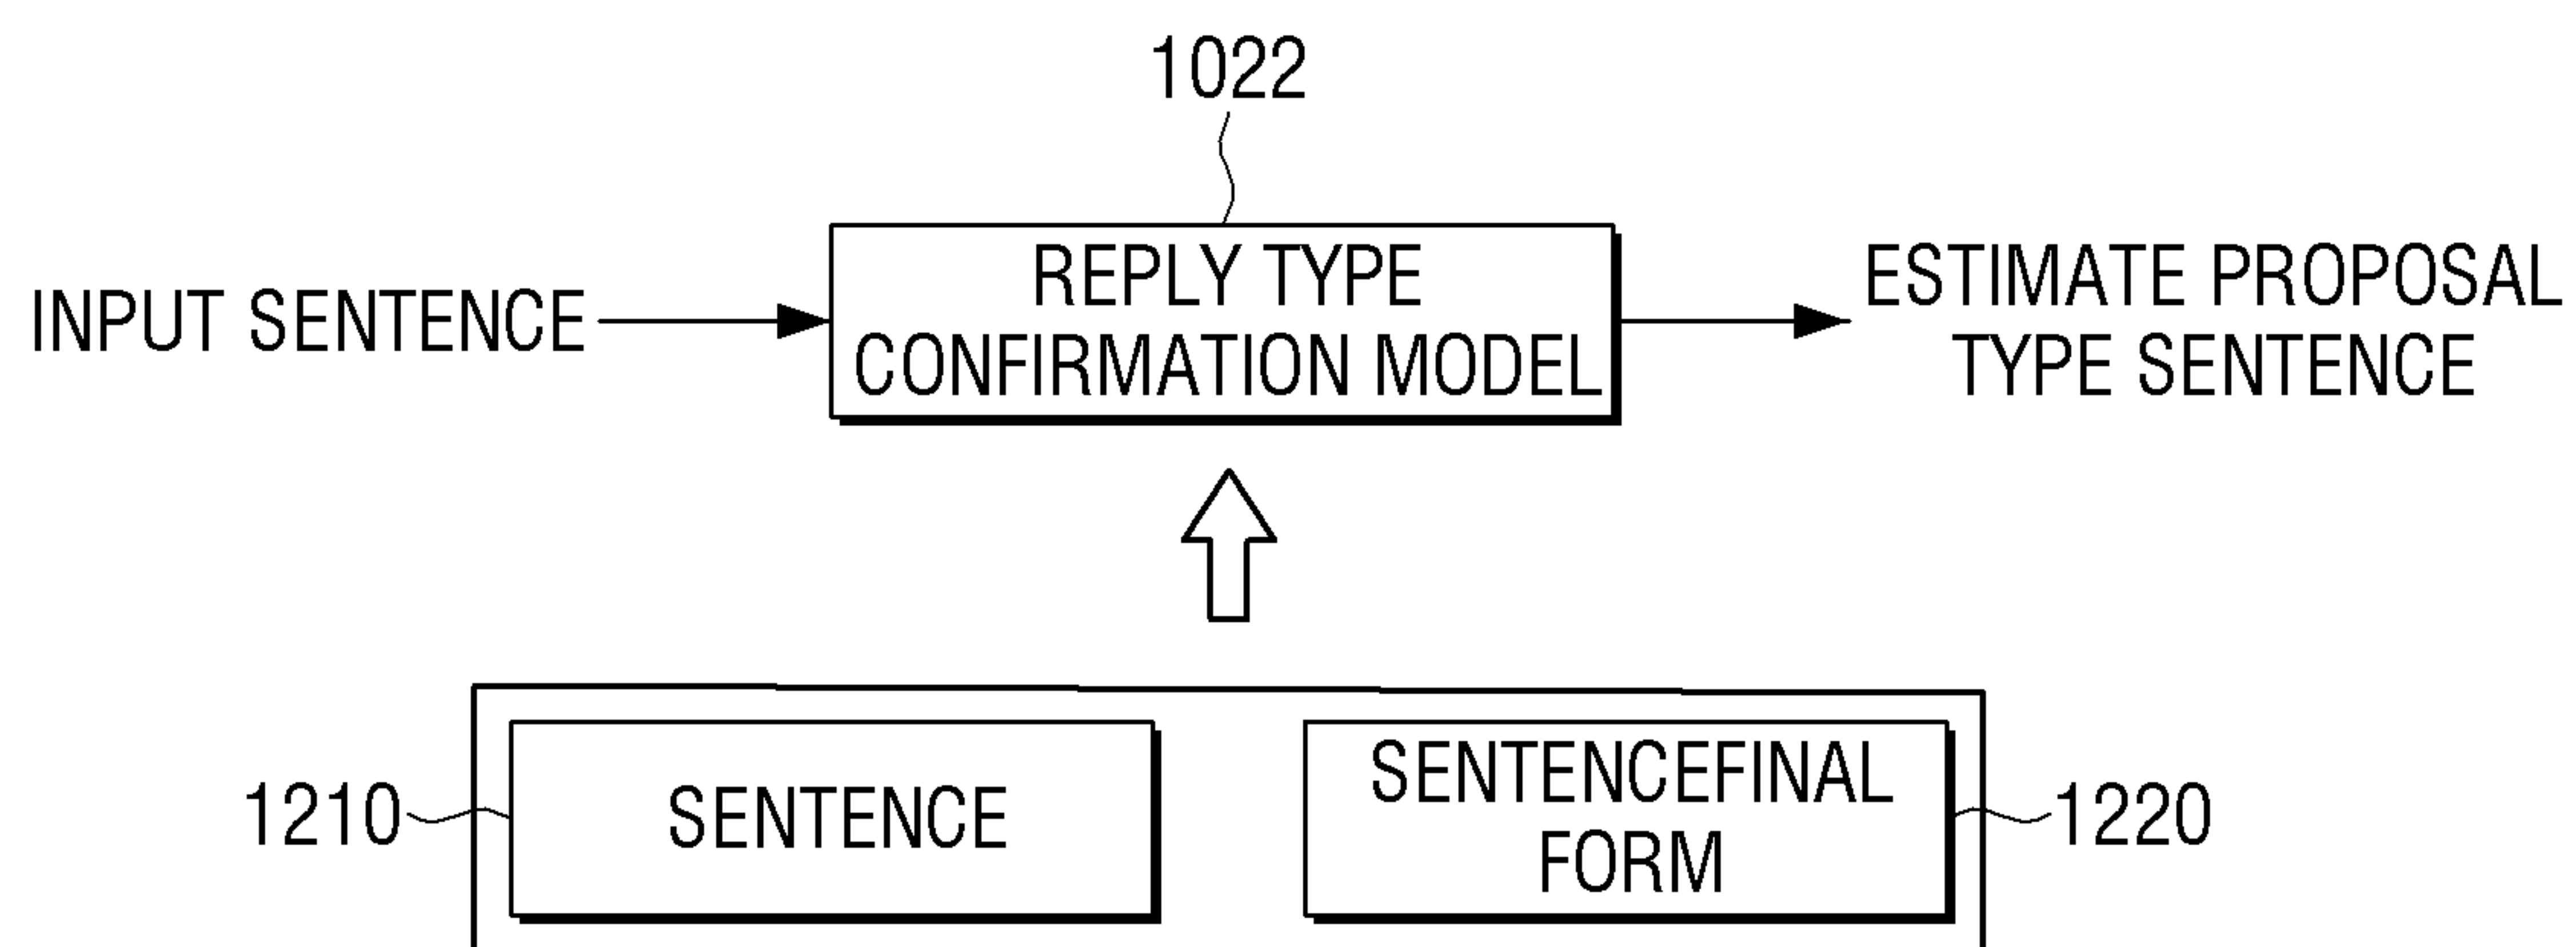 1022
INPUT SENTENCE
REPLY TYPE
CONFIRMATION MODEL
ESTIMATE PROPOSAL
TYPE SENTENCE
1210
SENTENCE
SENTENCEFINAL
FORM
1220